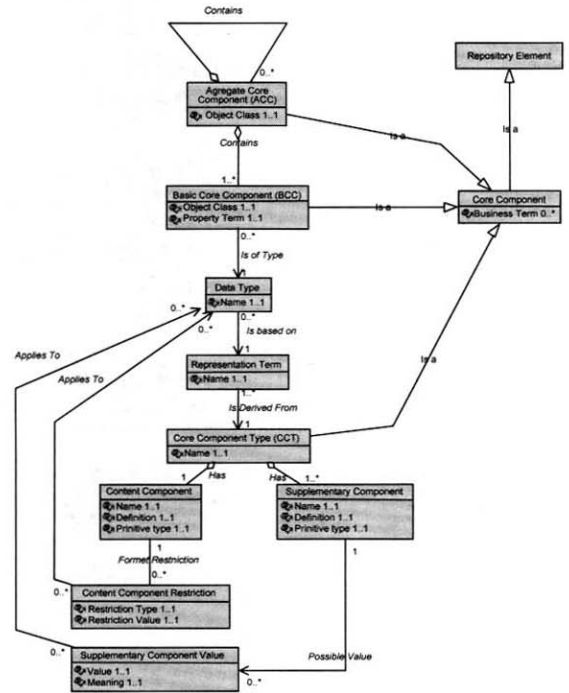 Contains
0..*
Agregate Core
Component (ACC)
Object Class 1..1
Repository Element
Is a
Is a
Contains
1..*
Basic Core Component (BCC)
Object Class 1..1
Property Term 1..1
Is a
Core Component
Business Term 0..*
0..*
Is of Type
1
Data Type
Name 1..1
0..*
0..*
0..*
Is based on
Applies To
Applies To
1
Representation Term
Name 1..1
1..*
Is a
Is Derived From
1
Core Component Type (CCT)
Name 1..1
1
Has
Has
1..*
Content Component
Name 1..1
Definition 1..1
Prinitive type 1..1
Supplementary Component
Name 1..1
Definition 1..1
Prinitive type 1..1
1
1
Formet Restniction
0..*
0..*
Content Component Restriction
Restriction Type 1..1
Restriction Value 1..1
0..*
Supplementary Component Value
Value 1..1
Meaning 1..1
Possible Value
0..*